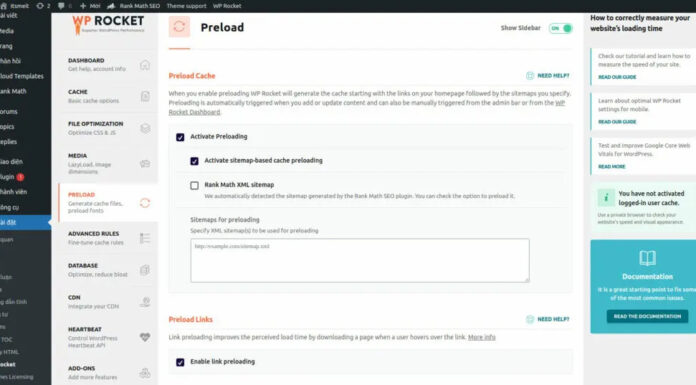 itsmeit 2 0 + Mới Rank Math SEO Theme support WP Rocket
ài viết
Media
rang
hản hồi
loud Templates
ank Math
orums
opics
eplies
iao diện
lugin 1
hành viên
ông cụ
ài đặt
quan
uận
g dẫn tĩnh
TOC
HTML
ocket
nes Licensing
WP ROCKET
Superior WordPress Performance
DASHBOARD
Get help, account info
CACHE
Basic cache options
FILE OPTIMIZATION
Optimize CSS & JS
MEDIA
LazyLoad, image
dimensions
PRELOAD
Generate cache files,
preload fonts
ADVANCED RULES
Fine-tune cache rules
DATABASE
Optimize, reduce bloat
CDN
Integrate your CDN
HEARTBEAT
Control WordPress
Heartbeat API
ADD-ONS
Add more features
Preload
Show Sidebar ON
Preload Cache
NEED HELP?
When you enable preloading WP Rocket will generate the cache starting with the links on your homepage followed by the sitemaps you specify.
Preloading is automatically triggered when you add or update content and can also be manually triggered from the admin bar or from the WP
Rocket Dashboard.
Activate Preloading
Activate sitemap-based cache preloading
Rank Math XML sitemap
We automatically detected the sitemap generated by the Rank Math SEO plugin. You can check the option to preload it.
Sitemaps for preloading
Specify XML sitemap(s) to be used for preloading
http://example.com/sitemap.xml
Preload Links
NEED HELP?
Link preloading improves the perceived load time by downloading a page when a user hovers over the link. More info
Enable link preloading
How to correctly measure your
website's loading time
Check our tutorial and learn how to
measure the speed of your site.
READ OUR GUIDE
Learn about optimal WP Rocket
settings for mobile.
READ OUR GUIDE
Test and improve Google Core Web
Vitals for WordPress.
READ MORE
You have not activated
logged-in user cache.
Use a private browser to check your
website's speed and visual appearance.
Documentation
It is a great starting point to fix some
of the most common issues.
READ THE DOCUMENTATION